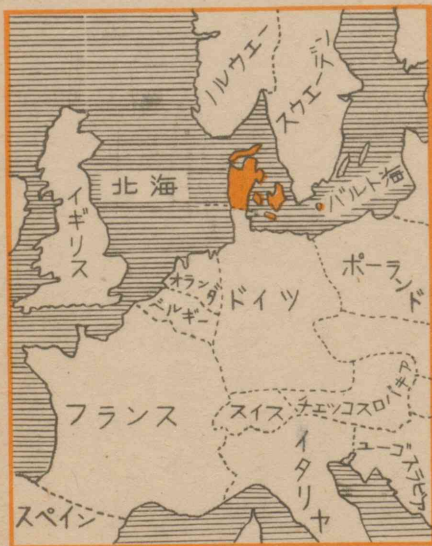 ノルウェー
スウェーデン
北海
イギリス
バルト海
オランダ
ベルギー
ドイツ
ポーランド
フランス
スイス
チェッコスロバキア
イタリヤ
ユーゴスラビア
スペイン